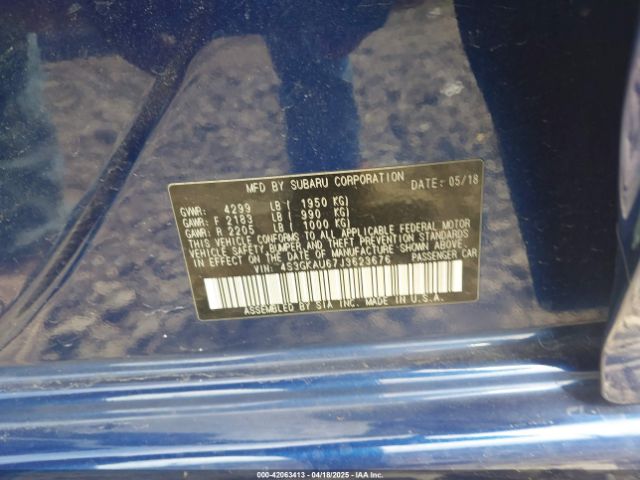 MFD BY SUBARU CORPORATION DATE: 05/18
GVWR: 4299 LB ( 1950 KG)
GAWR: F 2183 LB ( 990 KG)
GAWR: R 2205 LB ( 1000 KG)
THIS VEHICLE CONFORMS TO ALL APPLICABLE FEDERAL MOTOR
VEHICLE SAFETY, BUMPER, AND THEFT PREVENTION STANDARDS
IN EFFECT ON THE DATE OF MANUFACTURE SHOWN ABOVE.
VIN: 4S3GKAU67J3623676 PASSENGER CAR
ASSEMBLED BY SIA INC. MADE IN U.S.A.
000-42063413 - 04/18/2025 - IAA Inc.